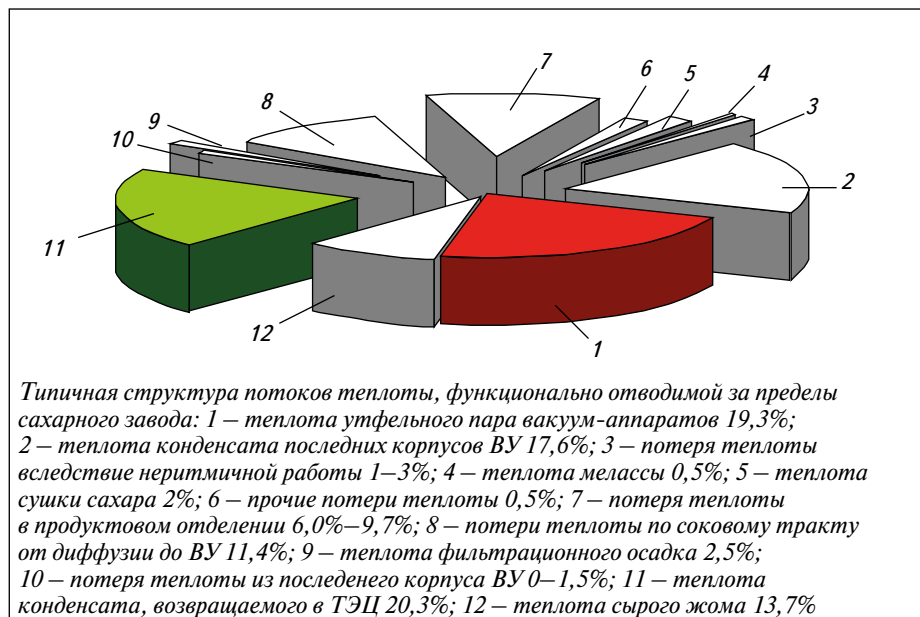 7
6
5
4
8
3
9
10
2
11
12
1
Типичная структура потоков теплоты, функционально отводимой за пределы
сахарного завода: 1 – теплота утфельного пара вакуум-аппаратов 19,3%;
2 – теплота конденсата последних корпусов ВУ 17,6%; 3 – потеря теплоты
вследствие неритмичной работы 1–3%; 4 – теплота мелассы 0,5%; 5 – теплота
сушки сахара 2%; 6 – прочие потери теплоты 0,5%; 7 – потеря теплоты
в продуктовом отделении 6,0%–9,7%; 8 – потери теплоты по соковому тракту
от диффузии до ВУ 11,4%; 9 – теплота фильтрационного осадка 2,5%;
10 – потеря теплоты из последенего корпуса ВУ 0–1,5%; 11 – теплота
конденсата, возвращаемого в ТЭЦ 20,3%; 12 – теплота сырого жома 13,7%